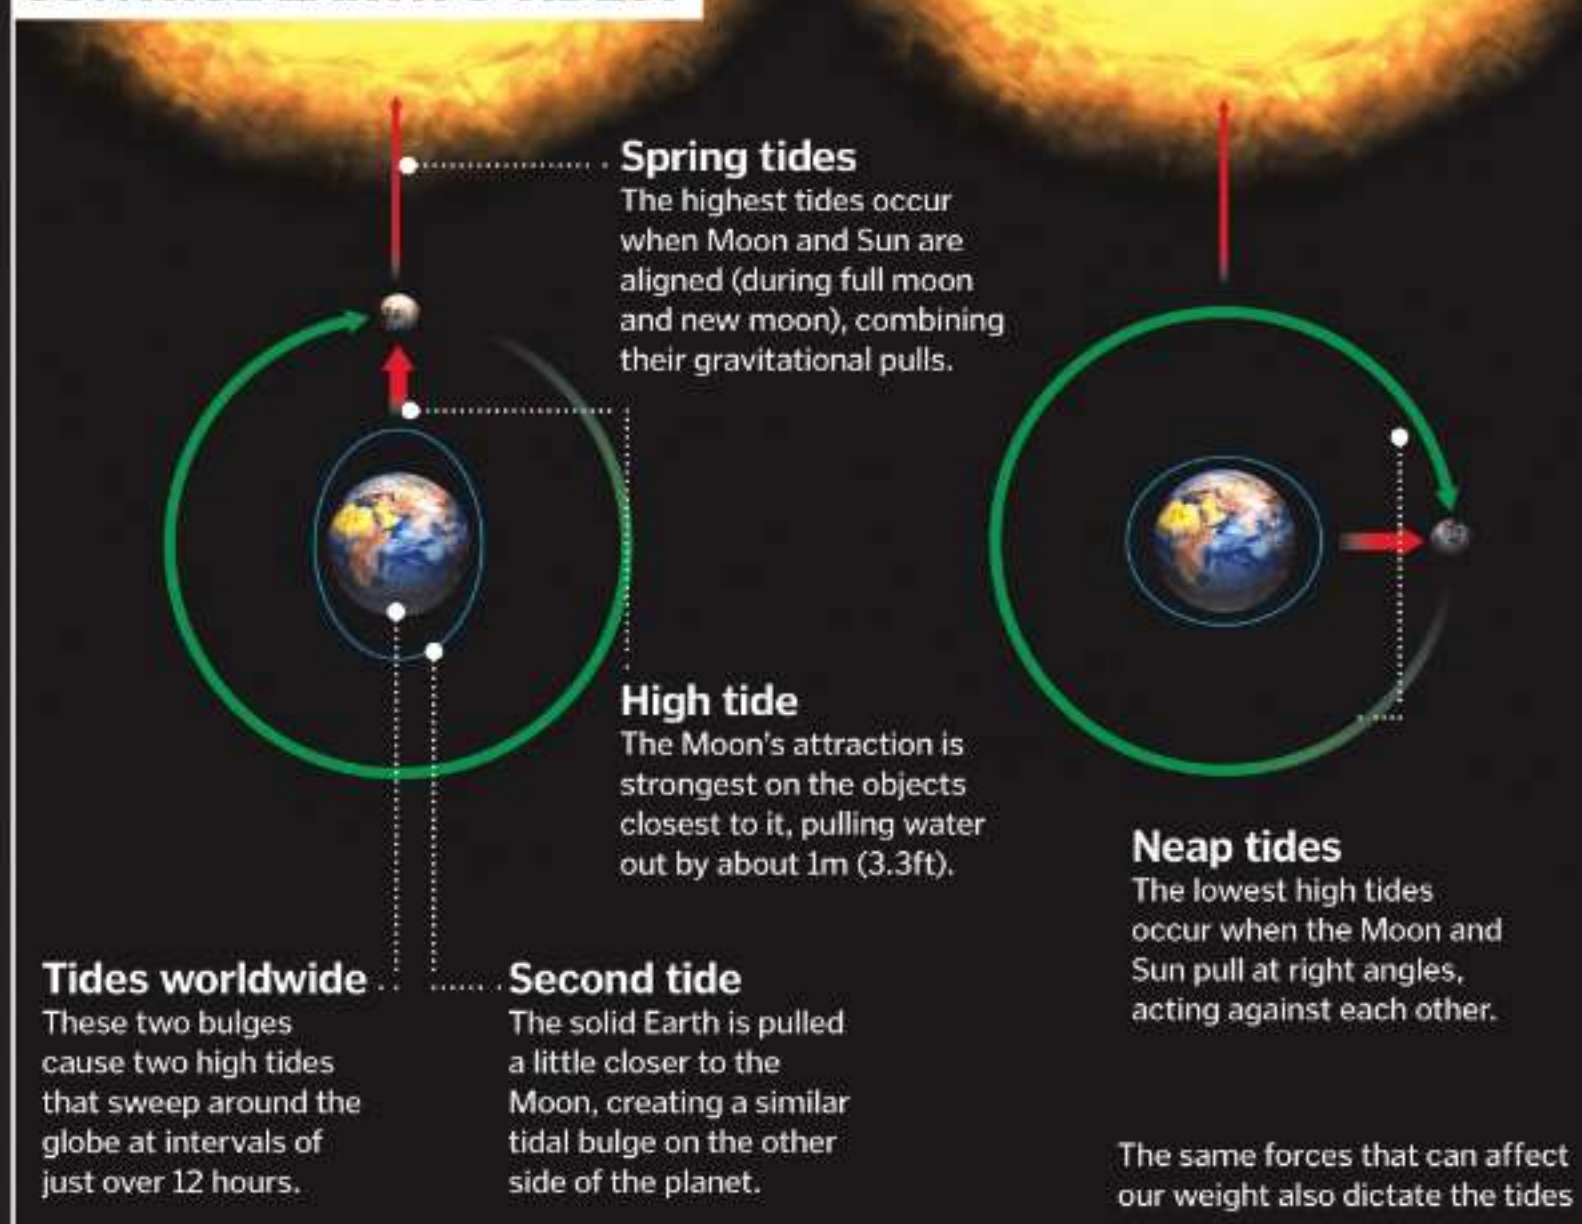 Spring tides
The highest tides occur
when Moon and Sun are
aligned (during full moon
and new moon), combining
their gravitational pulls.
High tide
The Moon's attraction is
strongest on the objects
closest to it, pulling water
out by about 1m (3.3ft).
Neap tides
The lowest high tides
occur when the Moon and
Sun pull at right angles,
acting against each other.
Tides worldwide
These two bulges
cause two high tides
that sweep around the
globe at intervals of
just over 12 hours.
Second tide
The solid Earth is pulled
a little closer to the
Moon, creating a similar
tidal bulge on the other
side of the planet.
The same forces that can affect
our weight also dictate the tides